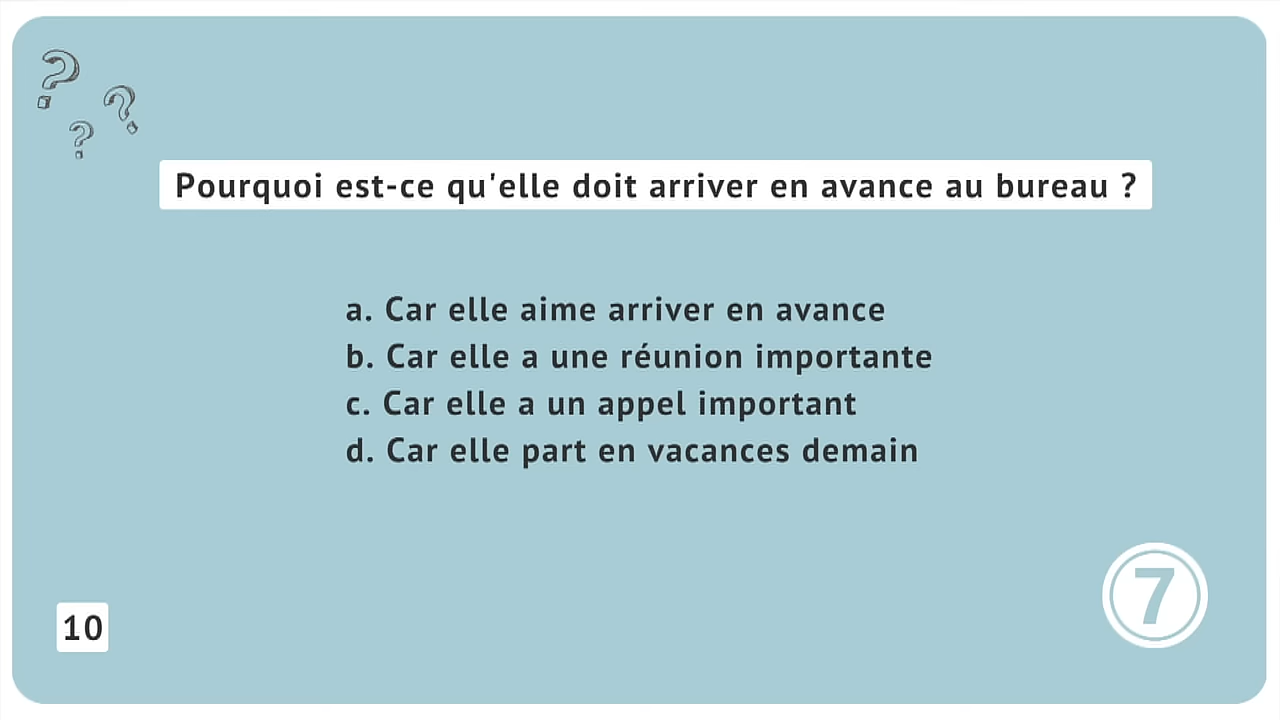 Pourquoi est-ce qu'elle doit arriver en avance au bureau ?
a. Car elle aime arriver en avance
b. Car elle a une réunion importante
c. Car elle a un appel important
d. Car elle part en vacances demain
7
10